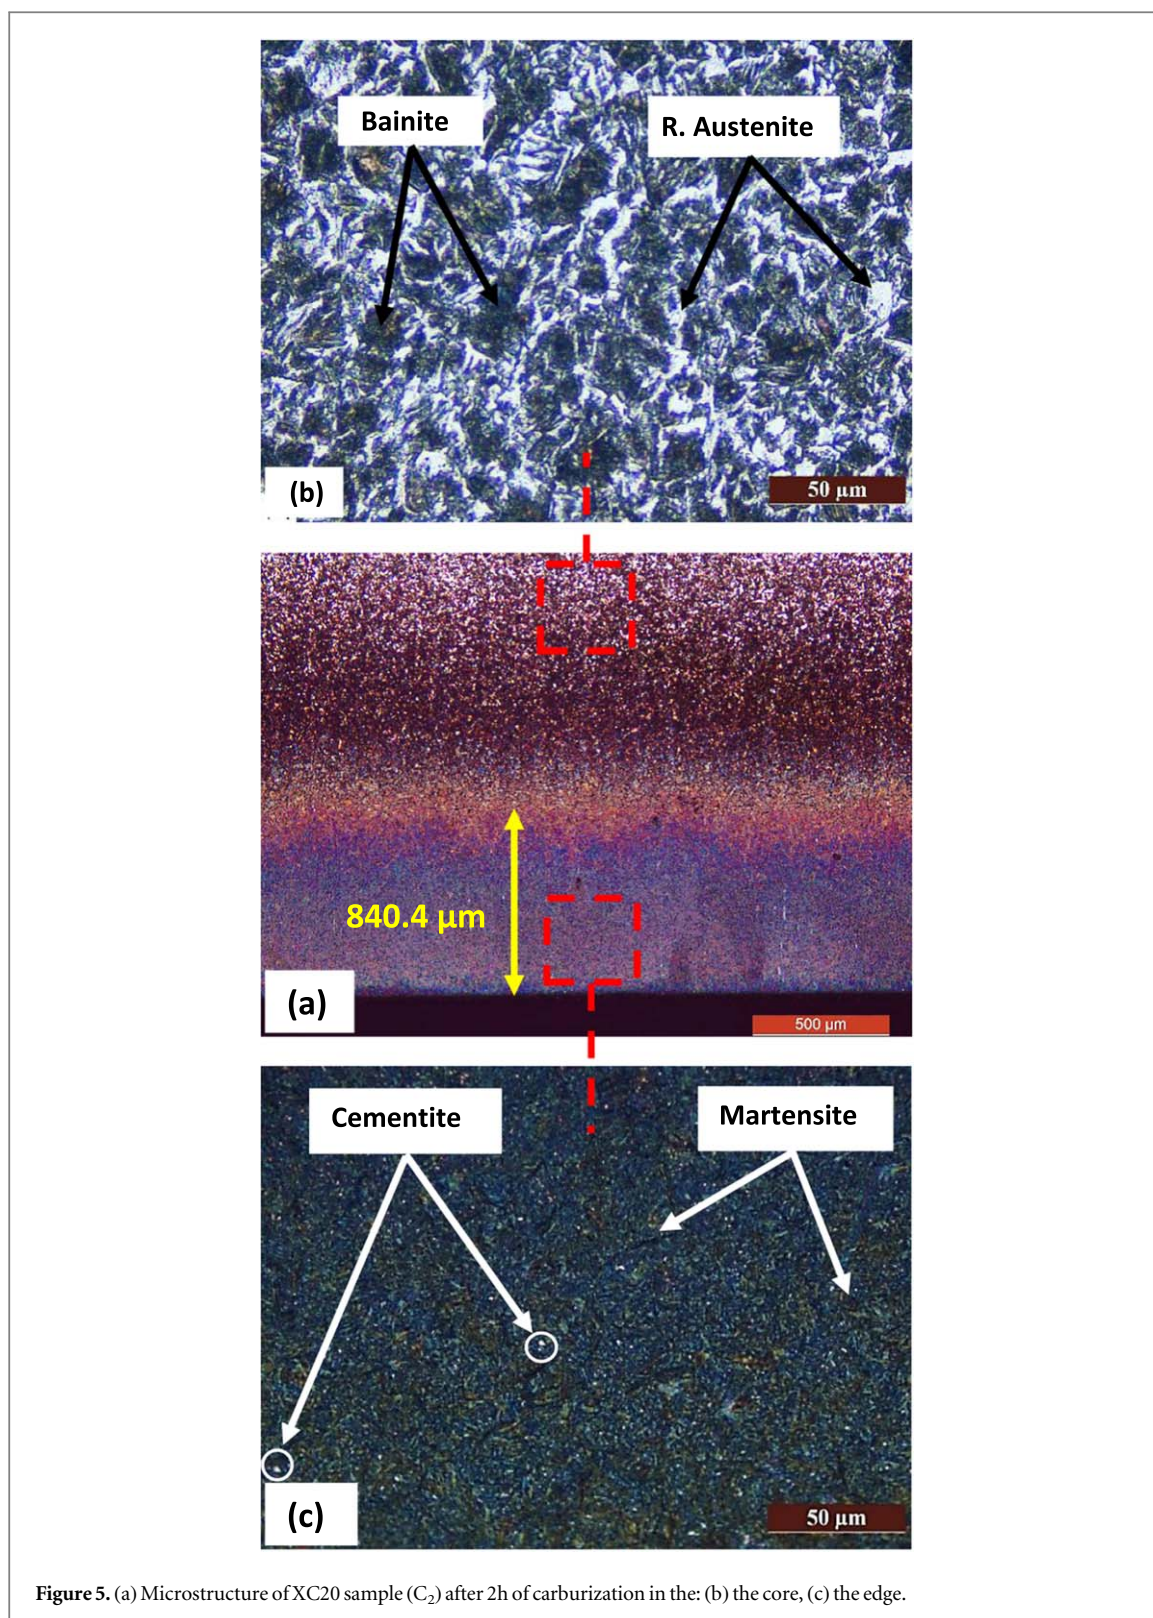 Bainite
R. Austenite
(b)
50 µm
840.4 µm
(a)
500 µm
Cementite
Martensite
(c)
50 µm
Figure 5. (a) Microstructure of XC20 sample (C₂) after 2h of carburization in the: (b) the core, (c) the edge.